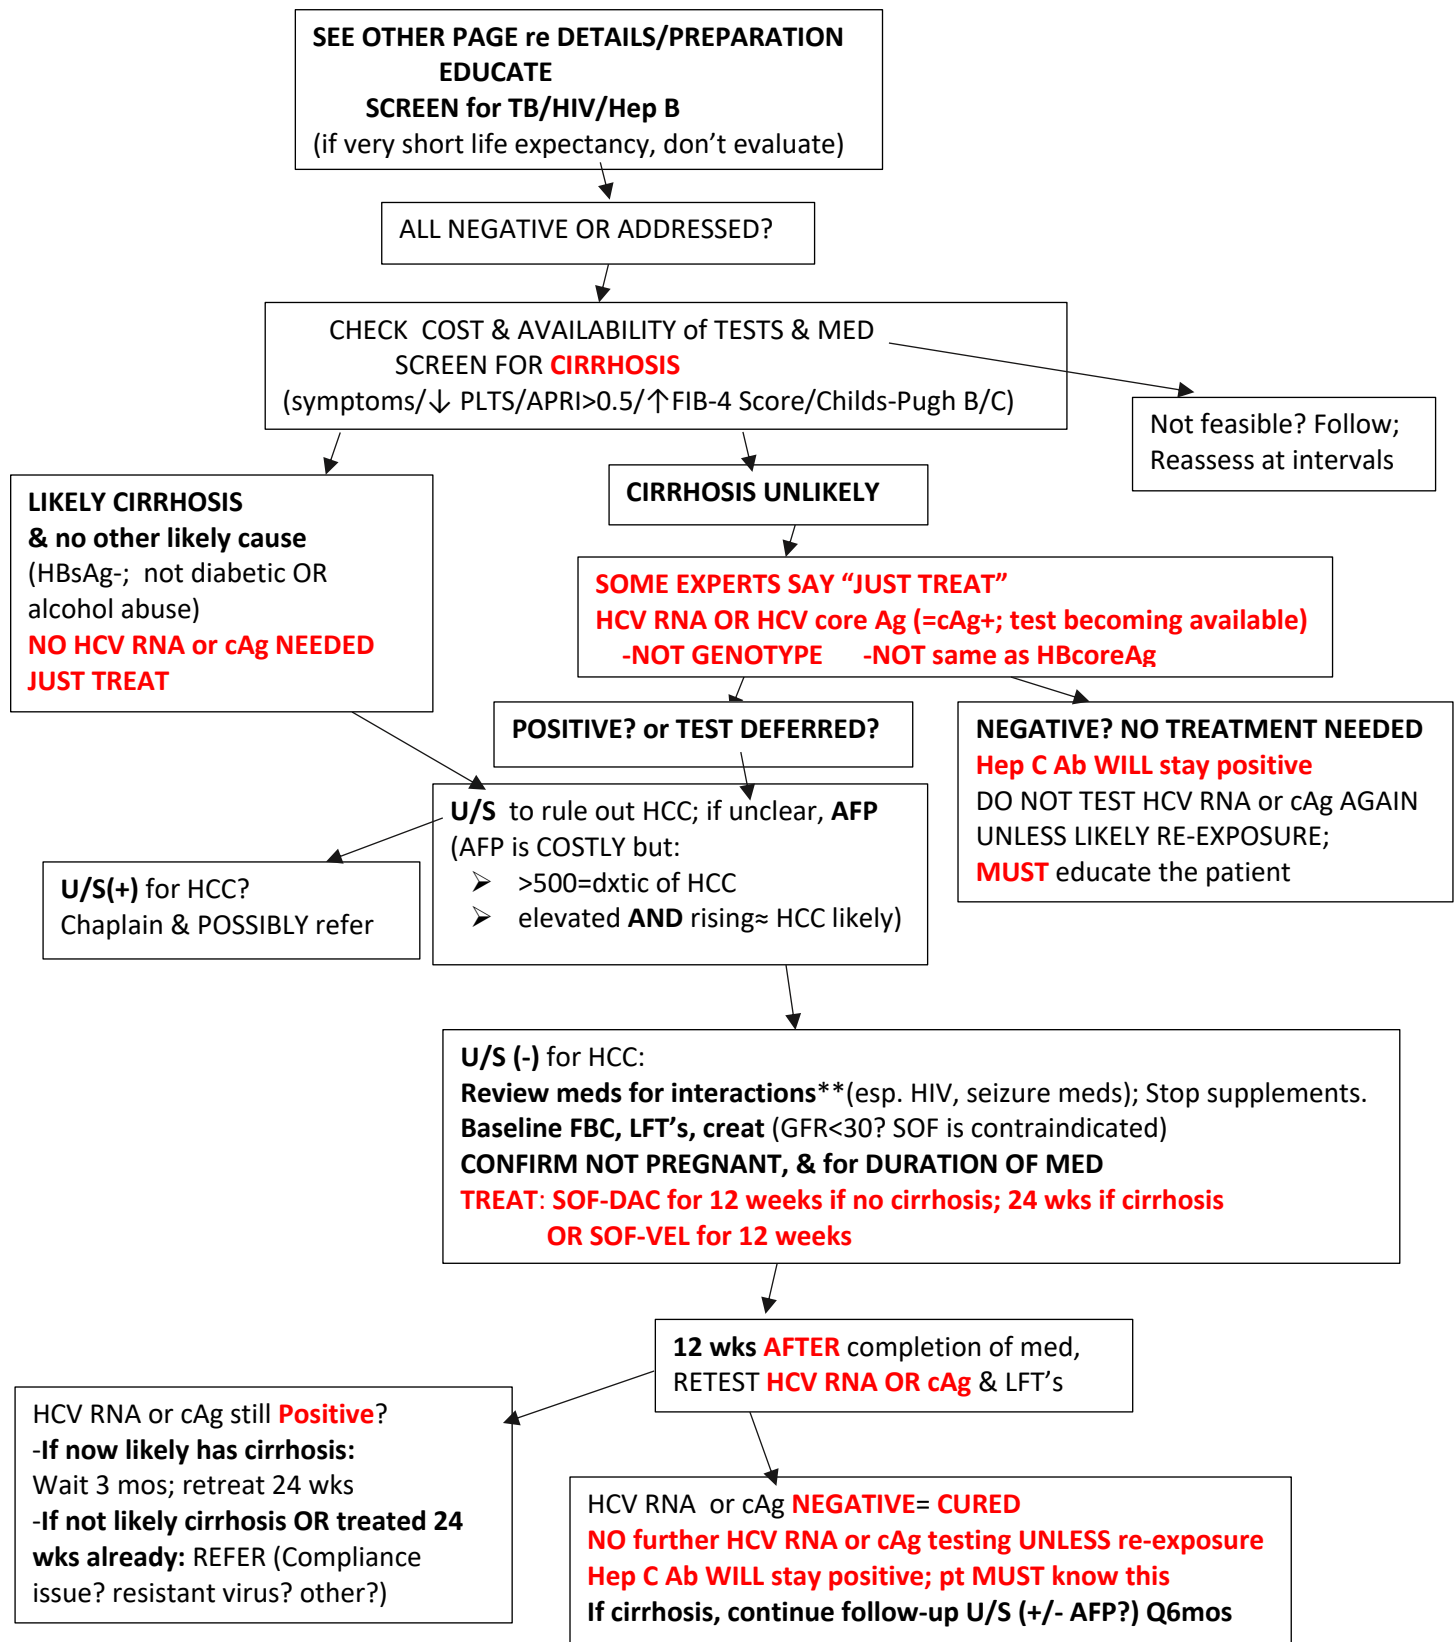 SEE OTHER PAGE re DETAILS/PREPARATION
EDUCATE
SCREEN for TB/HIV/Hep B
(if very short life expectancy, don’t evaluate)
ALL NEGATIVE OR ADDRESSED?
CHECK COST & AVAILABILITY of TESTS & MED
SCREEN FOR CIRRHOSIS
(symptoms/↓ PLTS/APRI>0.5/↑FIB-4 Score/Childs-Pugh B/C)
Not feasible? Follow;
Reassess at intervals
LIKELY CIRRHOSIS
& no other likely cause
(HBsAg-; not diabetic OR
alcohol abuse)
NO HCV RNA or cAg NEEDED
JUST TREAT
CIRRHOSIS UNLIKELY
SOME EXPERTS SAY “JUST TREAT”
HCV RNA OR HCV core Ag (=cAg+; test becoming available)
-NOT GENOTYPE -NOT same as HBcoreAg
POSITIVE? or TEST DEFERRED?
NEGATIVE? NO TREATMENT NEEDED
Hep C Ab WILL stay positive
DO NOT TEST HCV RNA or cAg AGAIN
UNLESS LIKELY RE-EXPOSURE;
MUST educate the patient
U/S to rule out HCC; if unclear, AFP
(AFP is COSTLY but:
➢ >500=dxtic of HCC
➢ elevated AND rising≈ HCC likely)
U/S(+) for HCC?
Chaplain & POSSIBLY refer
U/S (-) for HCC:
Review meds for interactions**(esp. HIV, seizure meds); Stop supplements.
Baseline FBC, LFT’s, creat (GFR<30? SOF is contraindicated)
CONFIRM NOT PREGNANT, & for DURATION OF MED
TREAT: SOF-DAC for 12 weeks if no cirrhosis; 24 wks if cirrhosis
OR SOF-VEL for 12 weeks
12 wks AFTER completion of med,
RETEST HCV RNA OR cAg & LFT’s
HCV RNA or cAg still Positive?
-If now likely has cirrhosis:
Wait 3 mos; retreat 24 wks
-If not likely cirrhosis OR treated 24
wks already: REFER (Compliance
issue? resistant virus? other?)
HCV RNA or cAg NEGATIVE= CURED
NO further HCV RNA or cAg testing UNLESS re-exposure
Hep C Ab WILL stay positive; pt MUST know this
If cirrhosis, continue follow-up U/S (+/- AFP?) Q6mos